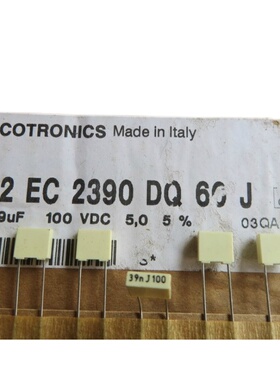 COTRONICS Made in Italy
2 EC 2390 DQ 60 J
9uF 100 VDC 5,0 5 %
03QA
39n J100